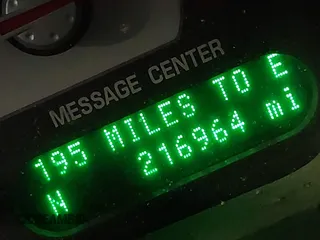 MESSAGE CENTER
195 MILES TO E
N 216964 mi